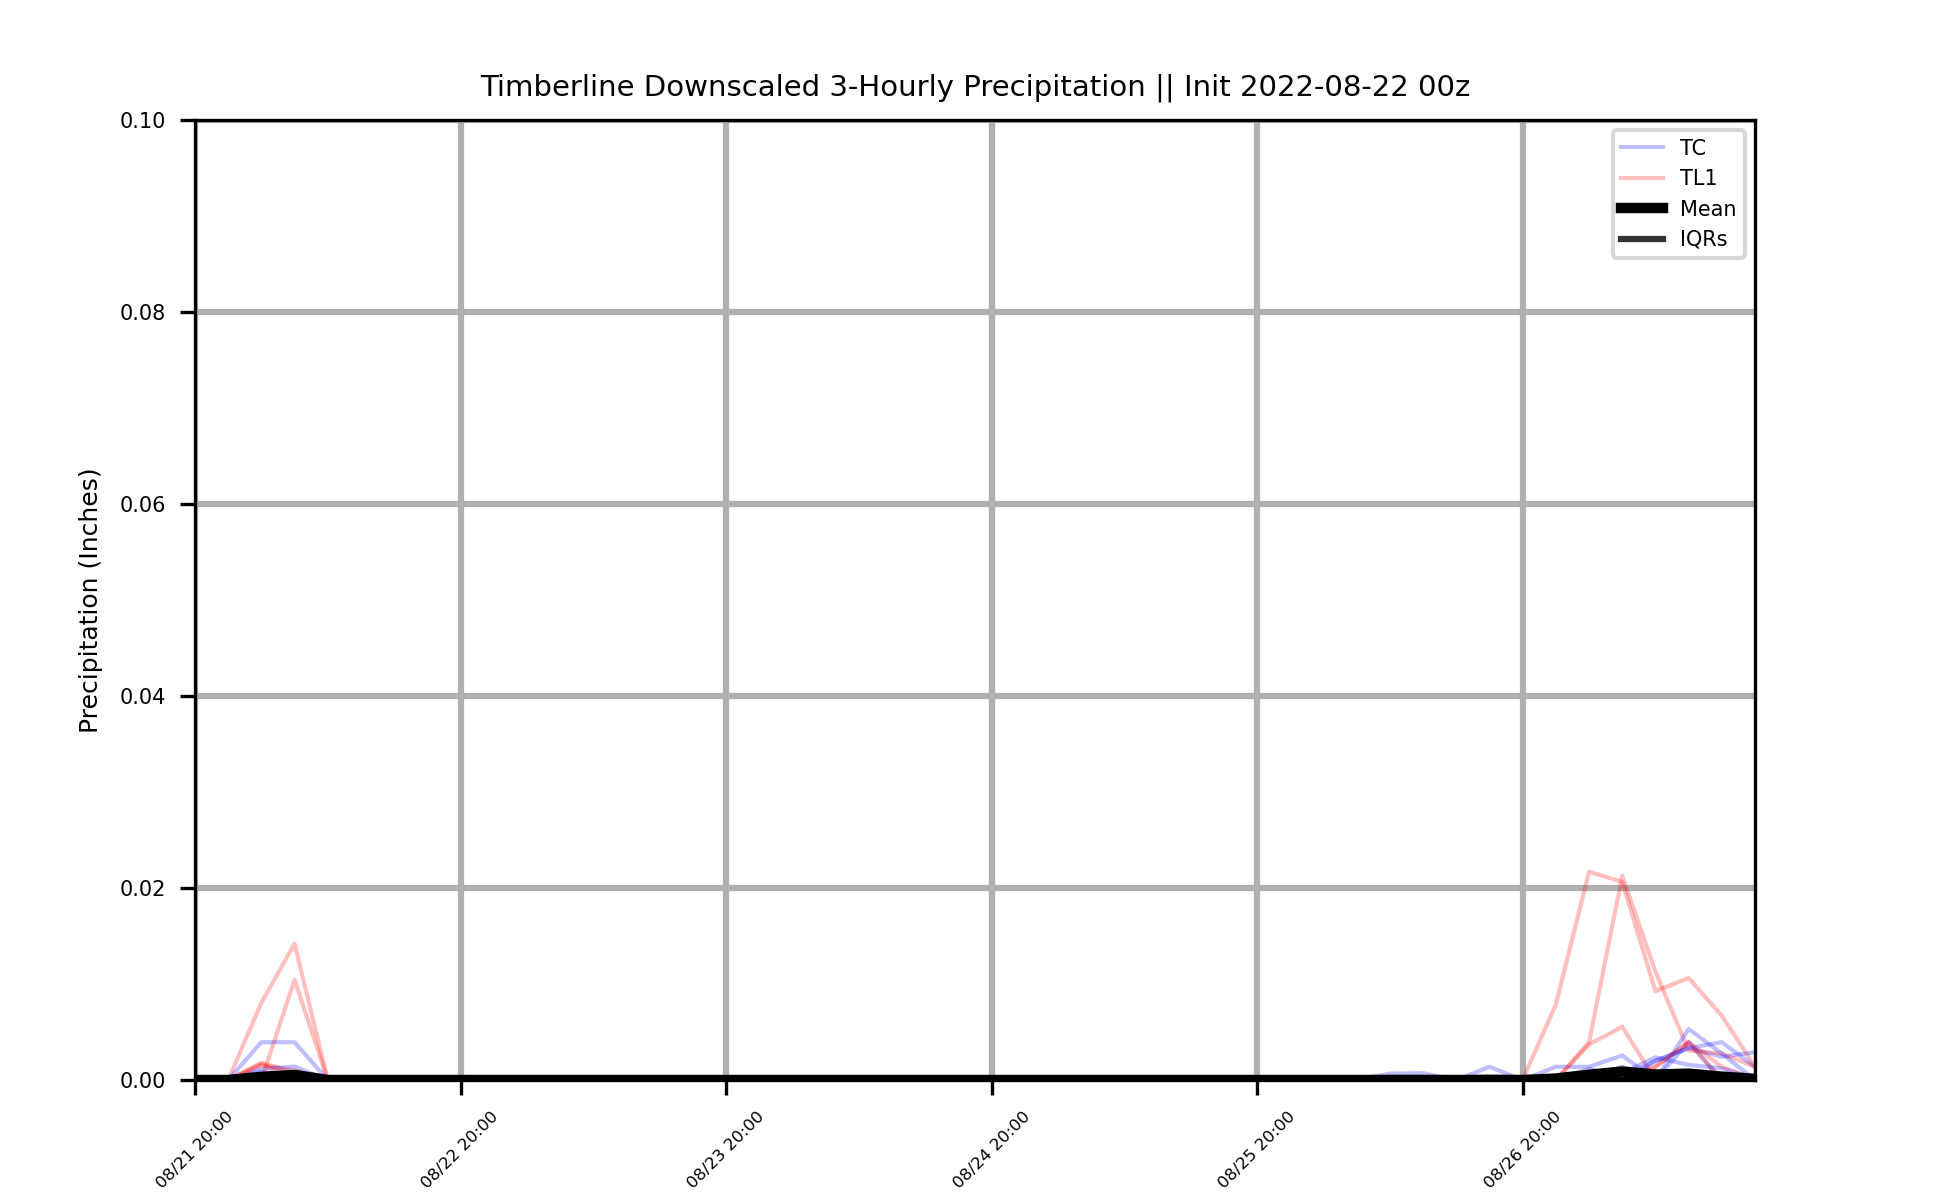 Timberline Downscaled 3-Hourly Precipitation || Init 2022-08-22 00z
0.10
0.08
0.06
0.04
0.02
0.00
Precipitation (Inches)
TC
TL1
Mean
IQRs
08/21 20:00
08/22 20:00
08/23 20:00
08/24 20:00
08/25 20:00
08/26 20:00